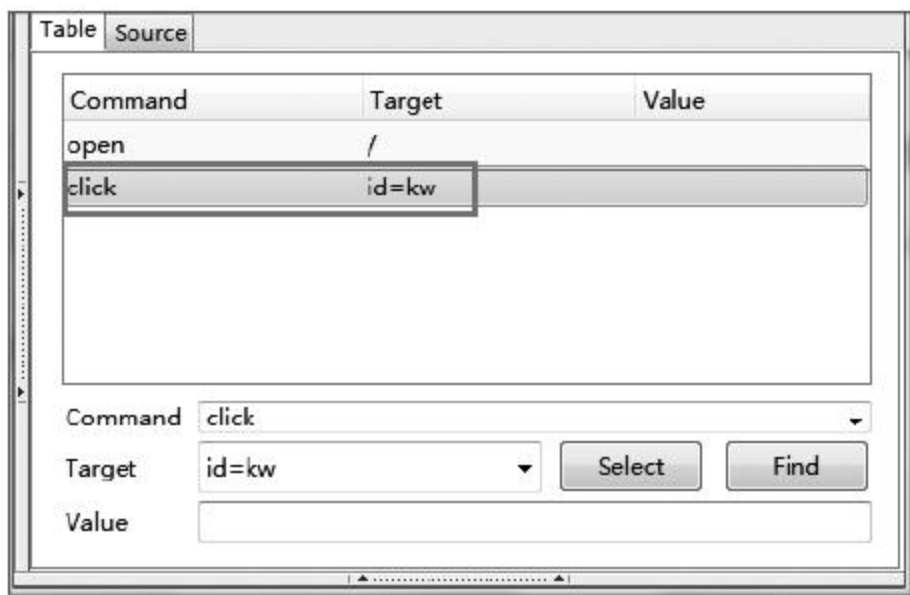 Table Source
Command Target Value
open /
click id=kw
Command click
Target id=kw Select Find
Value